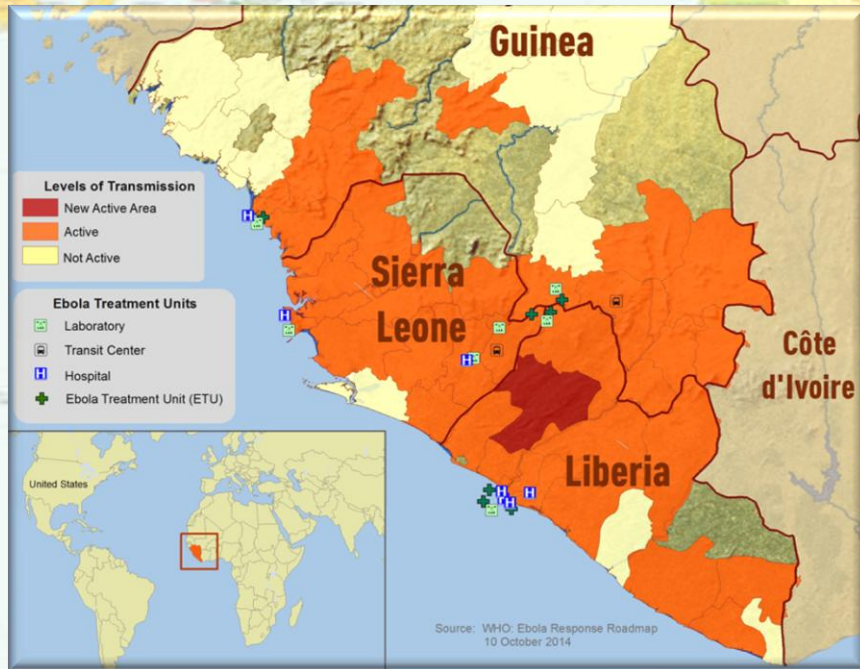 Guinea
Levels of Transmission
New Active Area
Active
Not Active
Sierra
Leone
Ebola Treatment Units
Laboratory
Transit Center
Hospital
Ebola Treatment Unit (ETU)
Côte
d'Ivoire
Liberia
United States
Source: WHO: Ebola Response Roadmap
10 October 2014